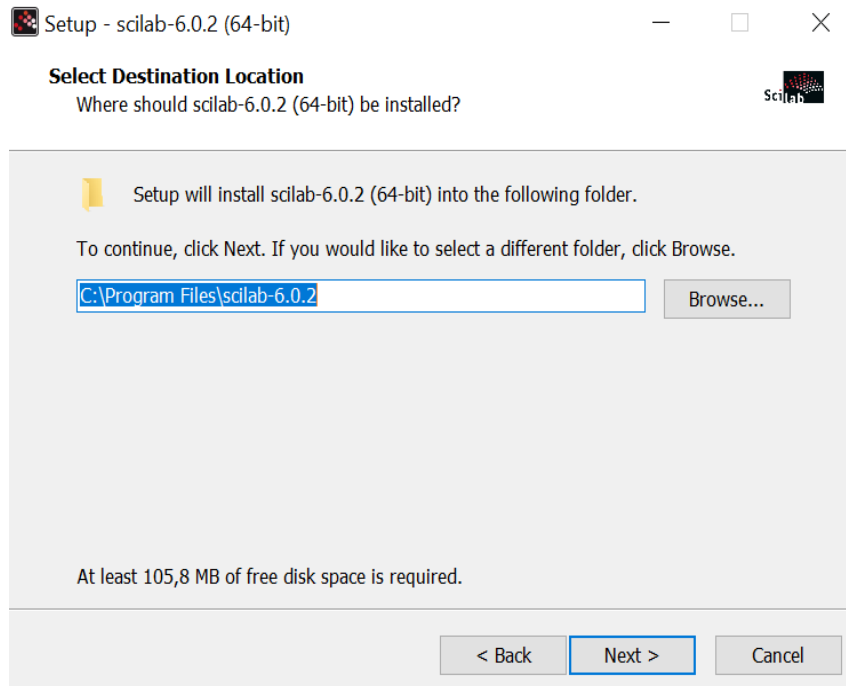 Setup - scilab-6.0.2 (64-bit)
Select Destination Location
Where should scilab-6.0.2 (64-bit) be installed?
Scilab
Setup will install scilab-6.0.2 (64-bit) into the following folder.
To continue, click Next. If you would like to select a different folder, click Browse.
C:\Program Files\scilab-6.0.2
Browse...
At least 105,8 MB of free disk space is required.
< Back
Next >
Cancel